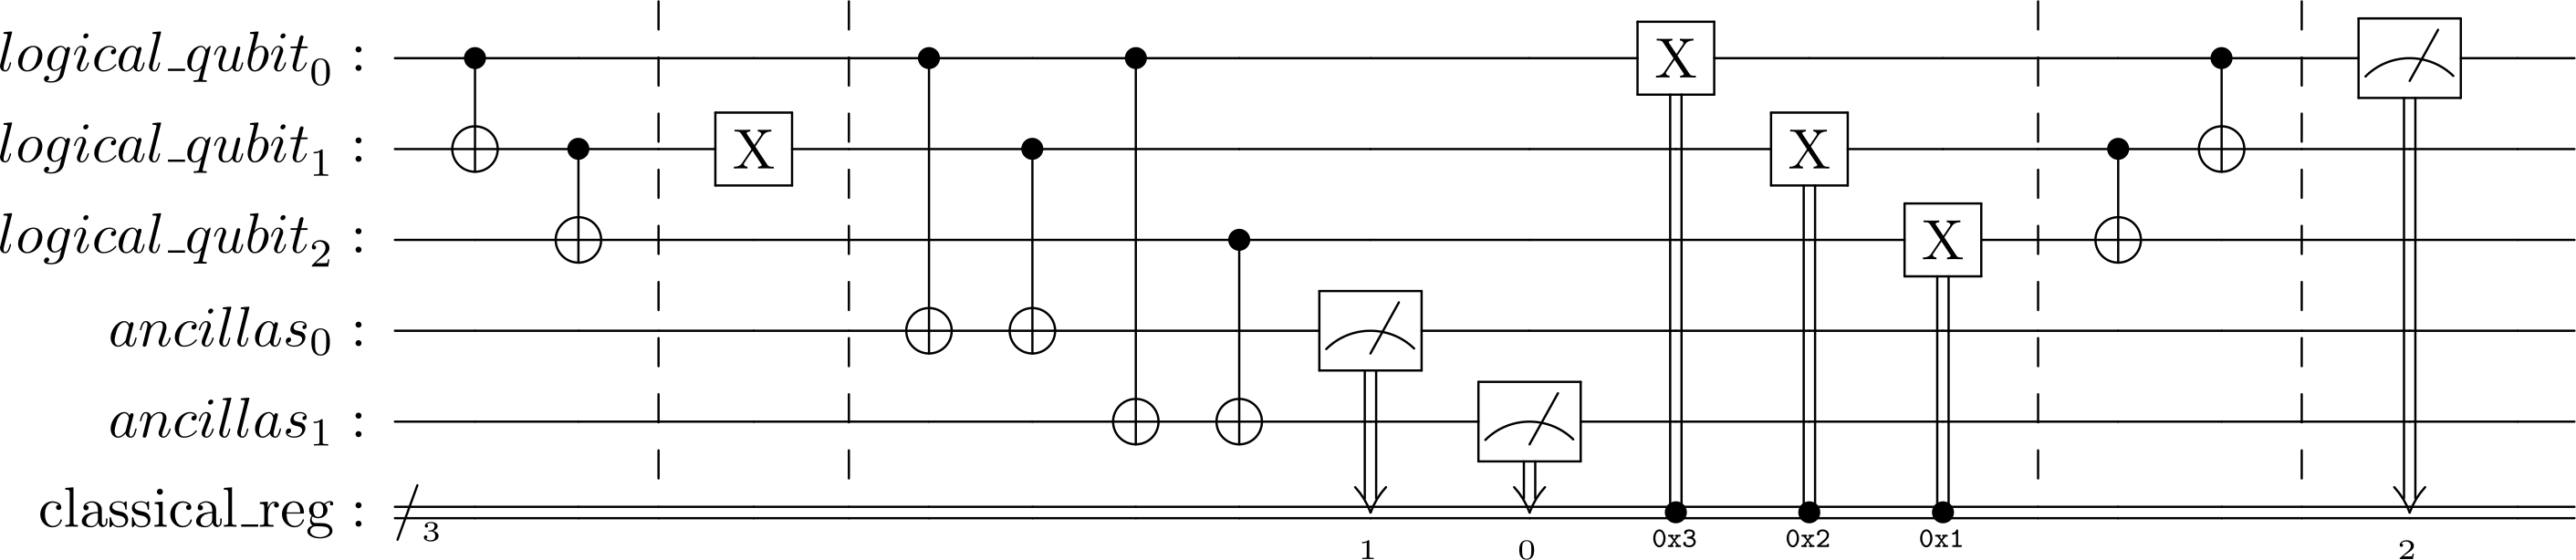 logical_qubit0 :
X
logical_qubit1 :
X
X
logical_qubit2 :
X
ancillas0 :
ancillas1 :
classical_reg :
3
1
0
0x3
0x2
0x1
2